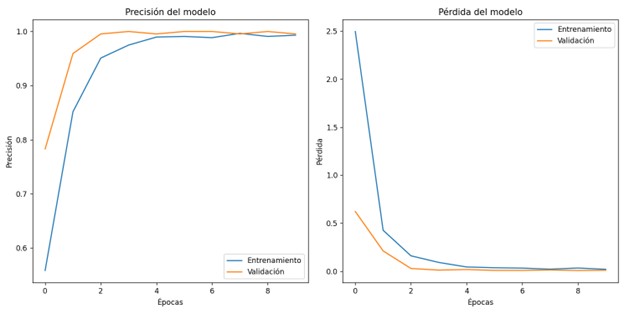 Precisión del modelo
1.0
0.9
0.8
0.7
0.6
Precisión
0 2 4 6 8
Épocas
Entrenamiento
Validación
Pérdida del modelo
2.5
2.0
1.5
1.0
0.5
0.0
Pérdida
0 2 4 6 8
Épocas
Entrenamiento
Validación